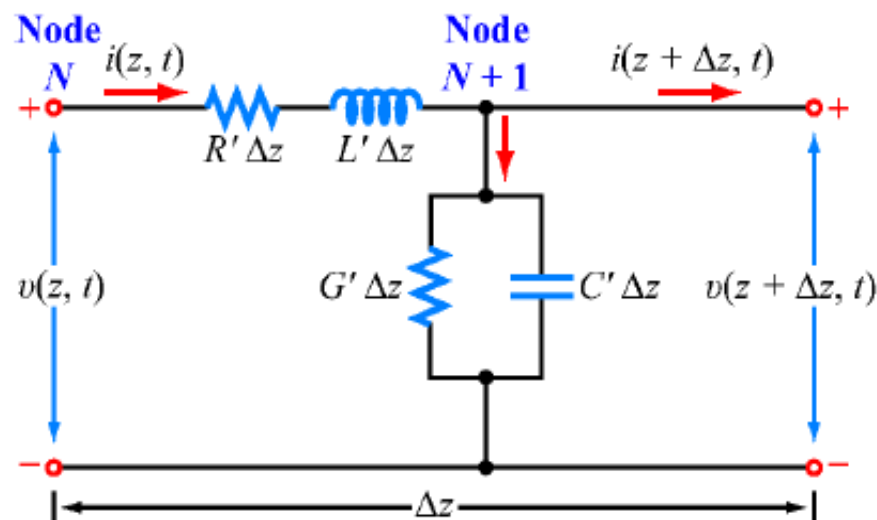 Node
N
i(z, t)
Node
N + 1
i(z + Δz, t)
+
+
R′ Δz
L′ Δz
υ(z, t)
G′ Δz
C′ Δz
υ(z + Δz, t)
−
−
Δz